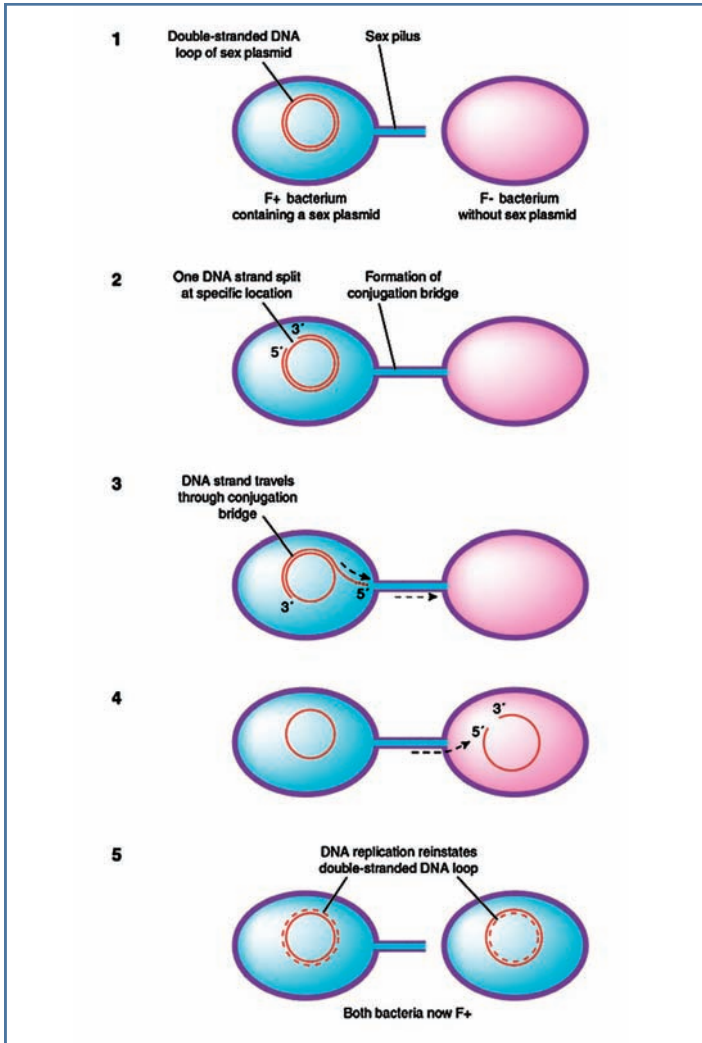 1
Double-stranded DNA
loop of sex plasmid
Sex pilus
F+ bacterium
containing a sex plasmid
F- bacterium
without sex plasmid
2
One DNA strand split
at specific location
Formation of
conjugation bridge
3´
5´
3
DNA strand travels
through conjugation
bridge
3´
5´
4
3´
5´
5
DNA replication reinstates
double-stranded DNA loop
Both bacteria now F+